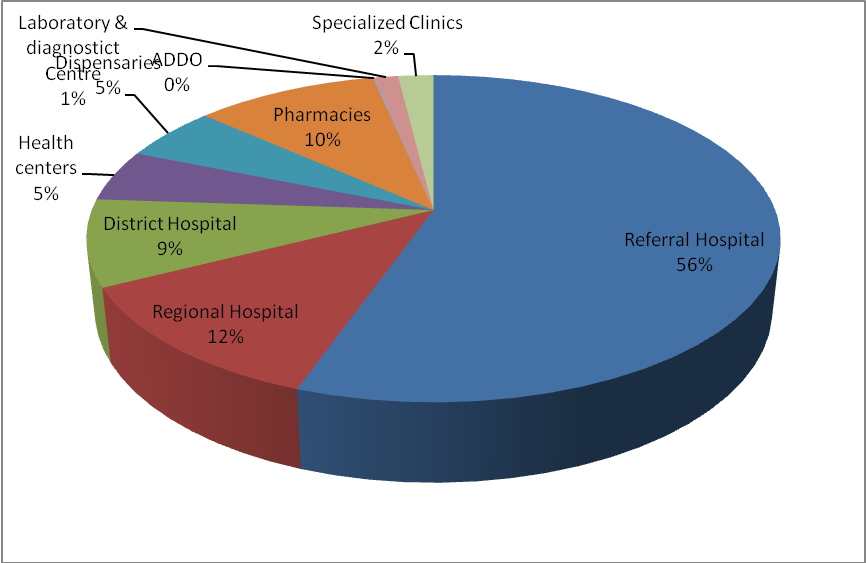 Laboratory &
diagnostict
Centre
1%
Dispensaries
5%
ADDO
0%
Specialized Clinics
2%
Pharmacies
10%
Health
centers
5%
District Hospital
9%
Referral Hospital
56%
Regional Hospital
12%